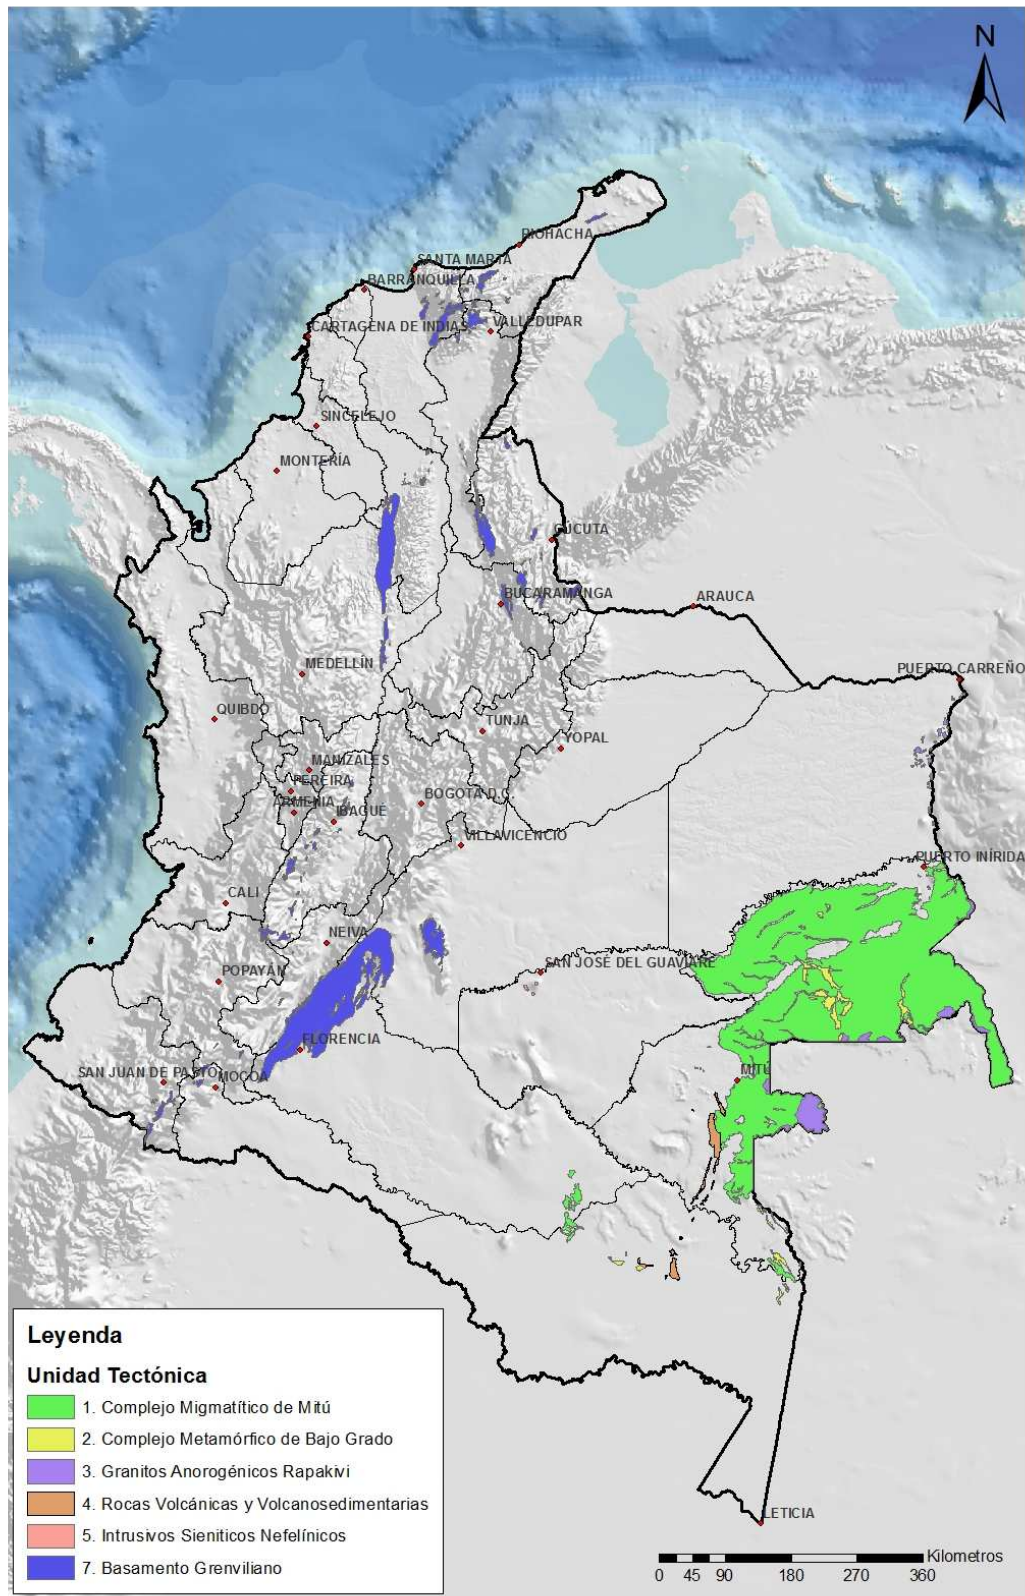 N
RIOHACHA
SANTA MARTA
BARRANQUILLA
CARTAGENA DE INDIAS
VALLEDUPAR
SINCELEJO
MONTERÍA
CÚCUTA
BUCARAMANGA
ARAUCA
MEDELLÍN
PUERTO CARREÑO
QUIBDÓ
TUNJA
YOPAL
MANIZALES
PEREIRA
BOGOTÁ D.C.
ARMENIA
IBAGUÉ
VILLAVICENCIO
PUERTO INÍRIDA
CALI
NEIVA
SAN JOSÉ DEL GUAVIARE
POPAYÁN
FLORENCIA
SAN JUAN DE PASTO
MOCOA
MITÚ
Leyenda
Unidad Tectónica
1. Complejo Migmatítico de Mitú
2. Complejo Metamórfico de Bajo Grado
3. Granitos Anorogénicos Rapakivi
4. Rocas Volcánicas y Volcanosedimentarias
5. Intrusivos Sieniticos Nefelínicos
7. Basamento Grenviliano
LETICIA
Kilometros
0 45 90 180 270 360